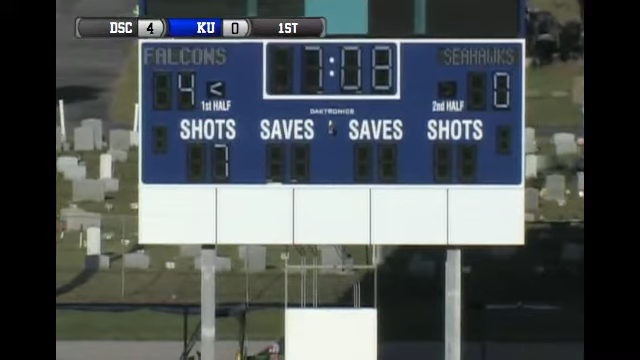 DSC 4 KU 0 1ST
FALCONS 7:08 SEAHAWKS
4 < 0
1st HALF 2nd HALF
DAKTRONICS
SHOTS SAVES SAVES SHOTS
7